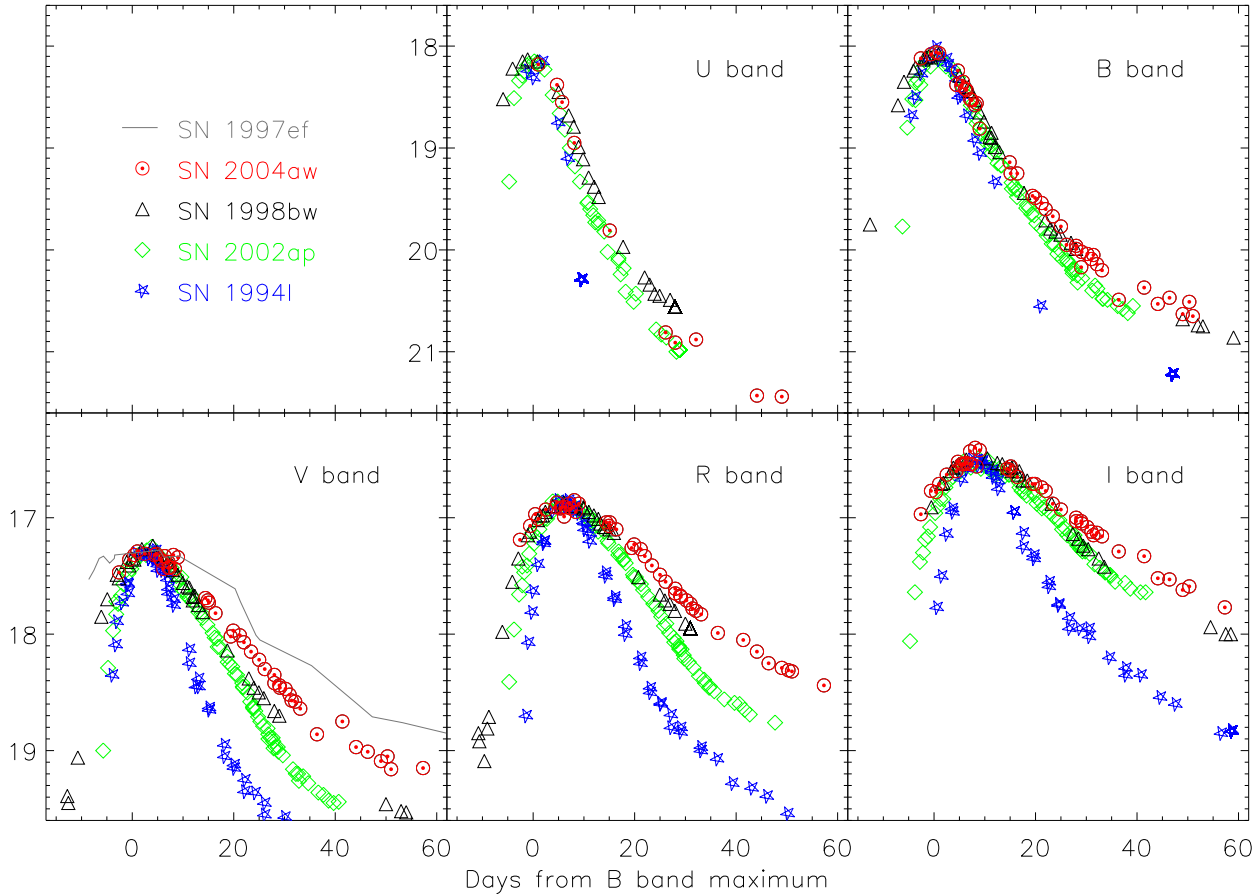 U band
B band
18
19
20
21
SN 1997ef
SN 2004aw
SN 1998bw
SN 2002ap
SN 1994I
V band
R band
I band
17
18
19
0 20 40 60 0 20 40 60 0 20 40 60
Days from B band maximum